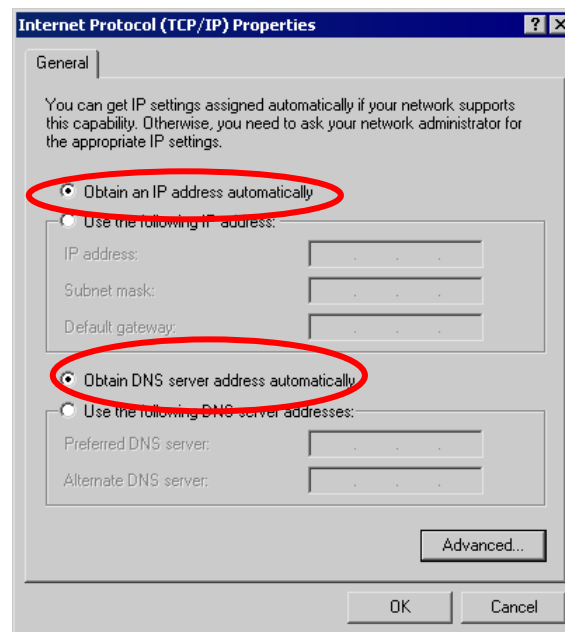 Internet Protocol (TCP/IP) Properties
General
You can get IP settings assigned automatically if your network supports
this capability. Otherwise, you need to ask your network administrator for
the appropriate IP settings.
Obtain an IP address automatically
Use the following IP address:
IP address:
Subnet mask:
Default gateway:
Obtain DNS server address automatically
Use the following DNS server addresses:
Preferred DNS server:
Alternate DNS server:
Advanced...
OK Cancel